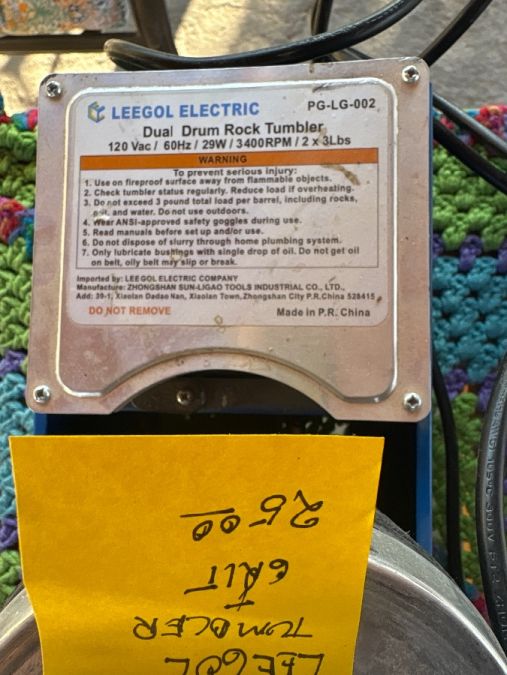 LEEGOL ELECTRIC PG-LG-002
Dual Drum Rock Tumbler
120 Vac / 60Hz / 29W / 3400RPM / 2 x 3Lbs
WARNING
To prevent serious injury:
1. Use on fireproof surface away from flammable objects.
2. Check tumbler status regularly. Reduce load if overheating.
3. Do not exceed 3 pound total load per barrel, including rocks,
grit, and water. Do not use outdoors.
4. Wear ANSI-approved safety goggles during use.
5. Read manuals before set up and/or use.
6. Do not dispose of slurry through home plumbing system.
7. Only lubricate bushings with single drop of oil. Do not get oil
on belt, oily belt may slip or break.
Imported by: LEEGOL ELECTRIC COMPANY
Manufacture: ZHONGSHAN SUN-LIGAO TOOLS INDUSTRIAL CO., LTD.,
Add: 39-1, Xiaolan Dadao Nan, Xiaolan Town, Zhongshan City P.R.China 528415
DO NOT REMOVE Made in P.R. China
LEEGOL
TUMBLER
+
GRIT
25.00